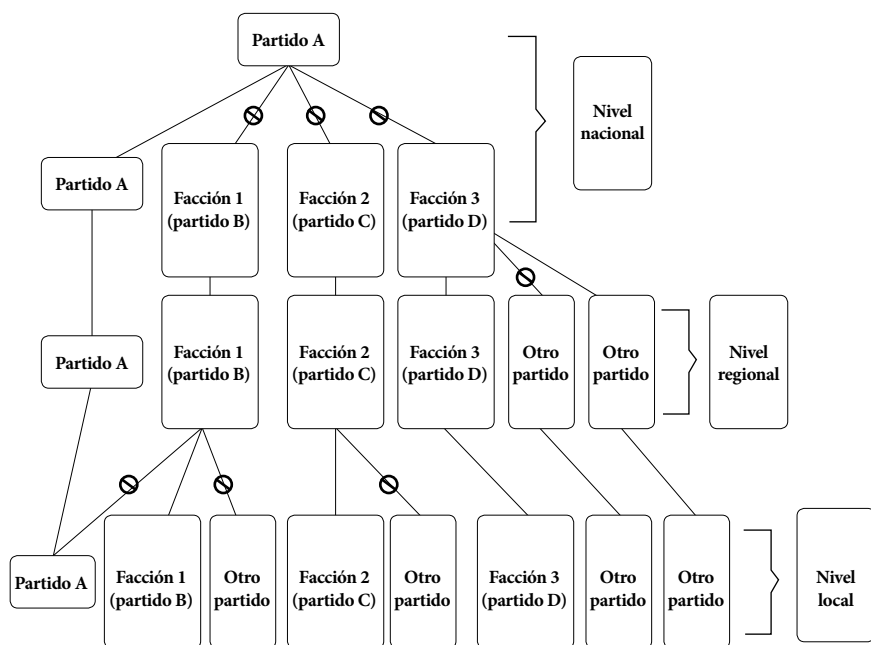 Partido A
Nivel
nacional
Partido A
Facción 1
(partido B)
Facción 2
(partido C)
Facción 3
(partido D)
Partido A
Facción 1
(partido B)
Facción 2
(partido C)
Facción 3
(partido D)
Otro
partido
Otro
partido
Nivel
regional
Partido A
Facción 1
(partido B)
Otro
partido
Facción 2
(partido C)
Otro
partido
Facción 3
(partido D)
Otro
partido
Otro
partido
Nivel
local